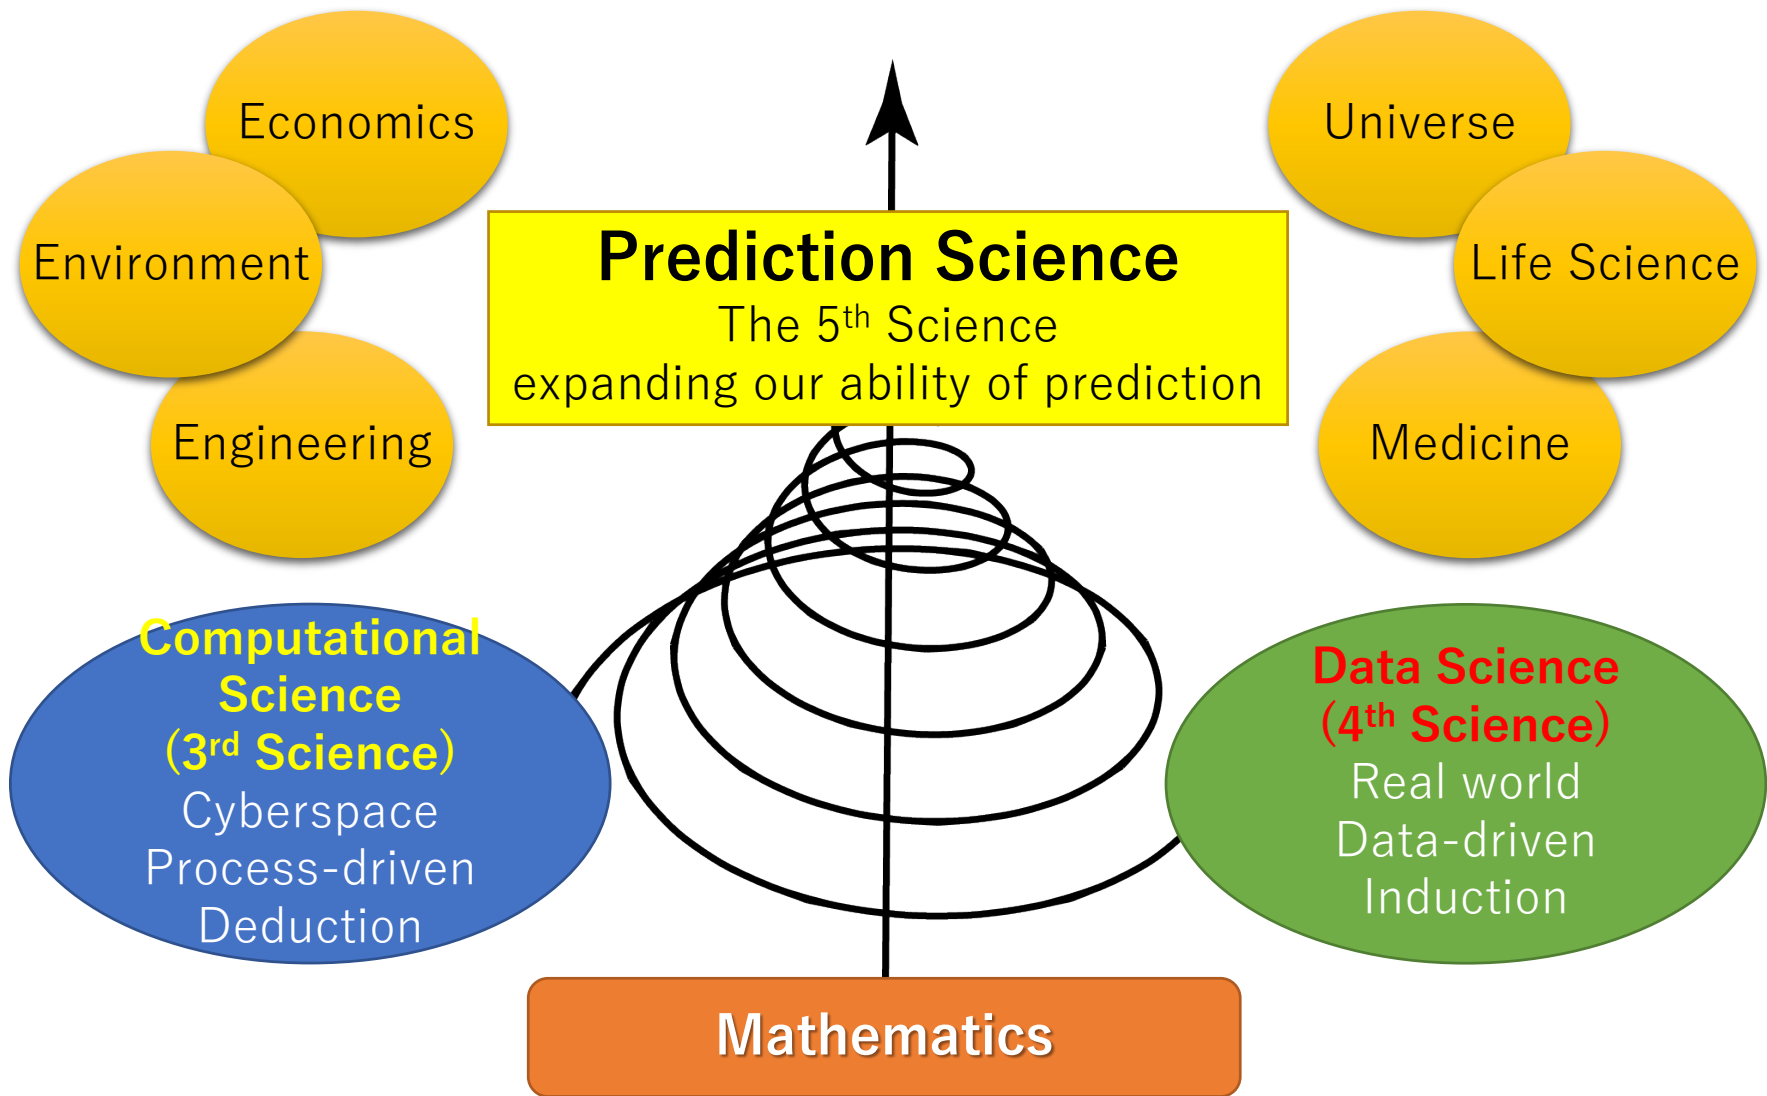 Economics
Environment
Engineering
Universe
Life Science
Medicine
Prediction Science
The 5th Science
expanding our ability of prediction
Computational
Science
(3rd Science)
Cyberspace
Process-driven
Deduction
Data Science
(4th Science)
Real world
Data-driven
Induction
Mathematics